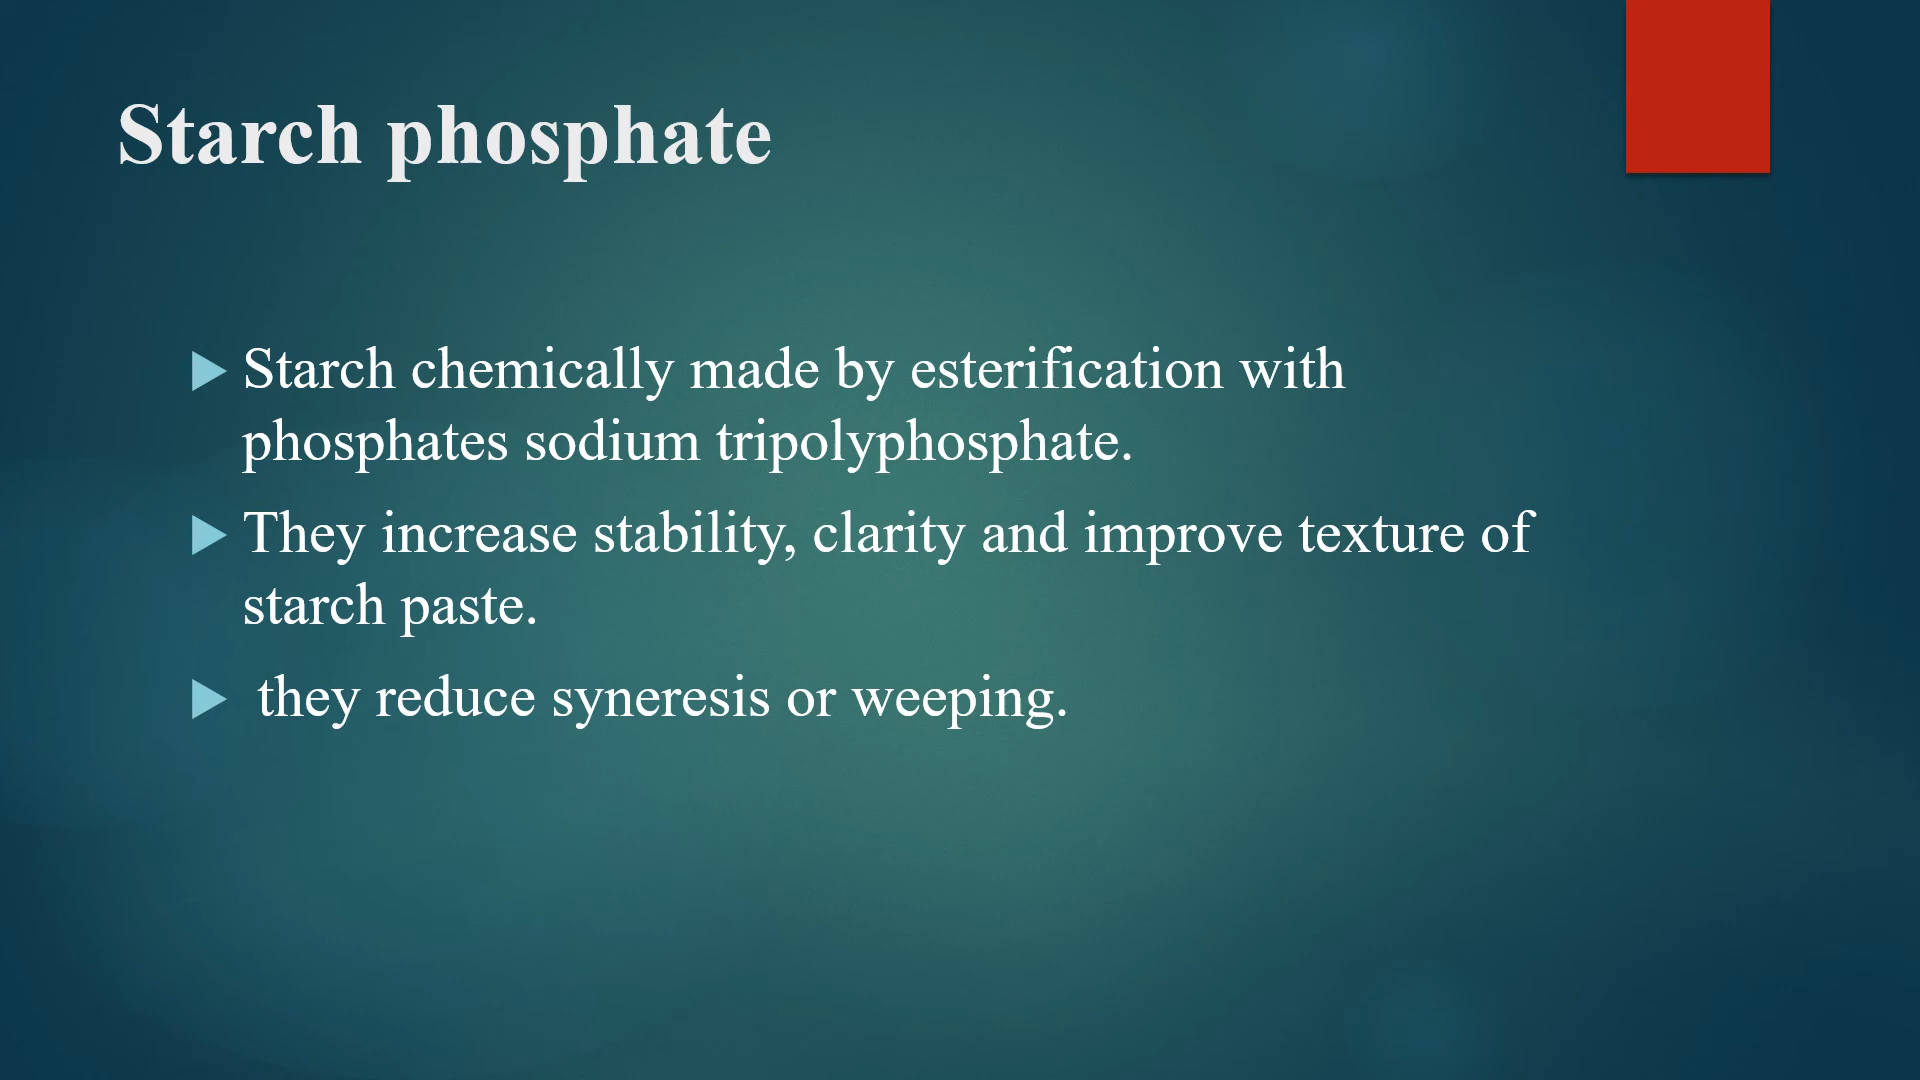 Starch phosphate
Starch chemically made by esterification with
phosphates sodium tripolyphosphate.
They increase stability, clarity and improve texture of
starch paste.
they reduce syneresis or weeping.